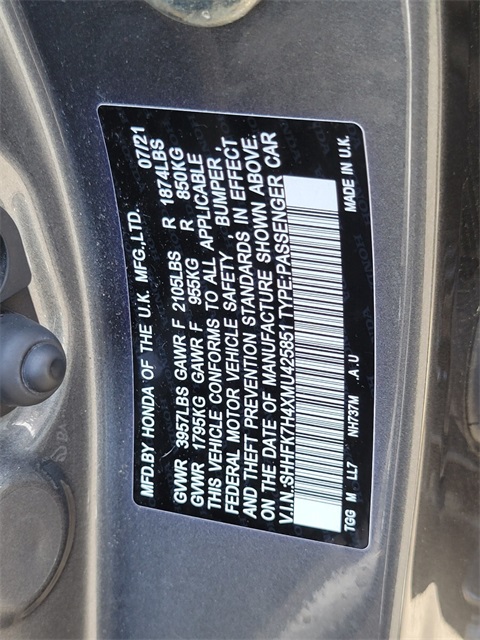 MFD.BY HONDA OF THE U.K. MFG.,LTD. 07/21
GVWR 3957LBS GAWR F 2105LBS R 1874LBS
GVWR 1795KG GAWR F 955KG R 850KG
THIS VEHICLE CONFORMS TO ALL APPLICABLE
FEDERAL MOTOR VEHICLE SAFETY , BUMPER ,
AND THEFT PREVENTION STANDARDS IN EFFECT
ON THE DATE OF MANUFACTURE SHOWN ABOVE.
V.I.N.:SHHFK7H4XMU425851 TYPE:PASSENGER CAR
TGG M LL7 NH737M A.U MADE IN U.K.